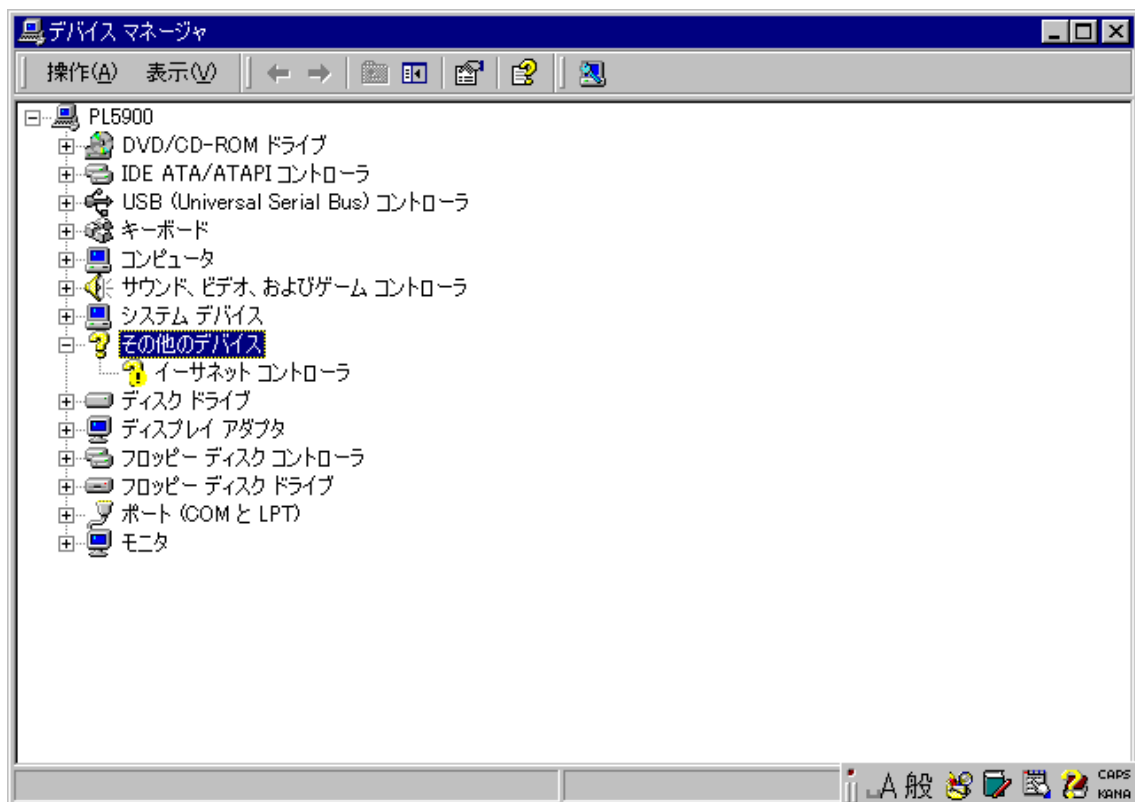 デバイス マネージャ
操作(A) 表示(V)
PL5900
DVD/CD-ROM ドライブ
IDE ATA/ATAPI コントローラ
USB (Universal Serial Bus) コントローラ
キーボード
コンピュータ
サウンド、ビデオ、およびゲーム コントローラ
システム デバイス
その他のデバイス
イーサネット コントローラ
ディスク ドライブ
ディスプレイ アダプタ
フロッピー ディスク コントローラ
フロッピー ディスク ドライブ
ポート (COM と LPT)
モニタ
A 般 CAPS
KANA